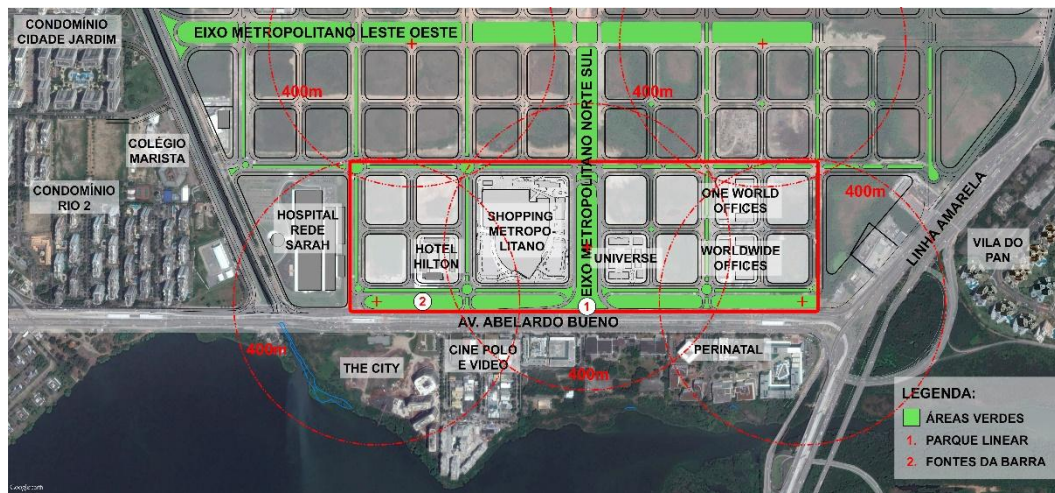 CONDOMÍNIO
CIDADE JARDIM
EIXO METROPOLITANO LESTE OESTE
400m
400m
EIXO METROPOLITANO NORTE SUL
COLÉGIO
MARISTA
CONDOMÍNIO
RIO 2
HOSPITAL
REDE
SARAH
HOTEL
HILTON
SHOPPING
METROPO-
LITANO
UNIVERSE
ONE WORLD
OFFICES
WORLDWIDE
OFFICES
400m
LINHA AMARELA
VILA DO
PAN
2
1
AV. ABELARDO BUENO
400m
THE CITY
CINE POLO
E VIDEO
400m
PERINATAL
LEGENDA:
ÁREAS VERDES
1. PARQUE LINEAR
2. FONTES DA BARRA
Google earth